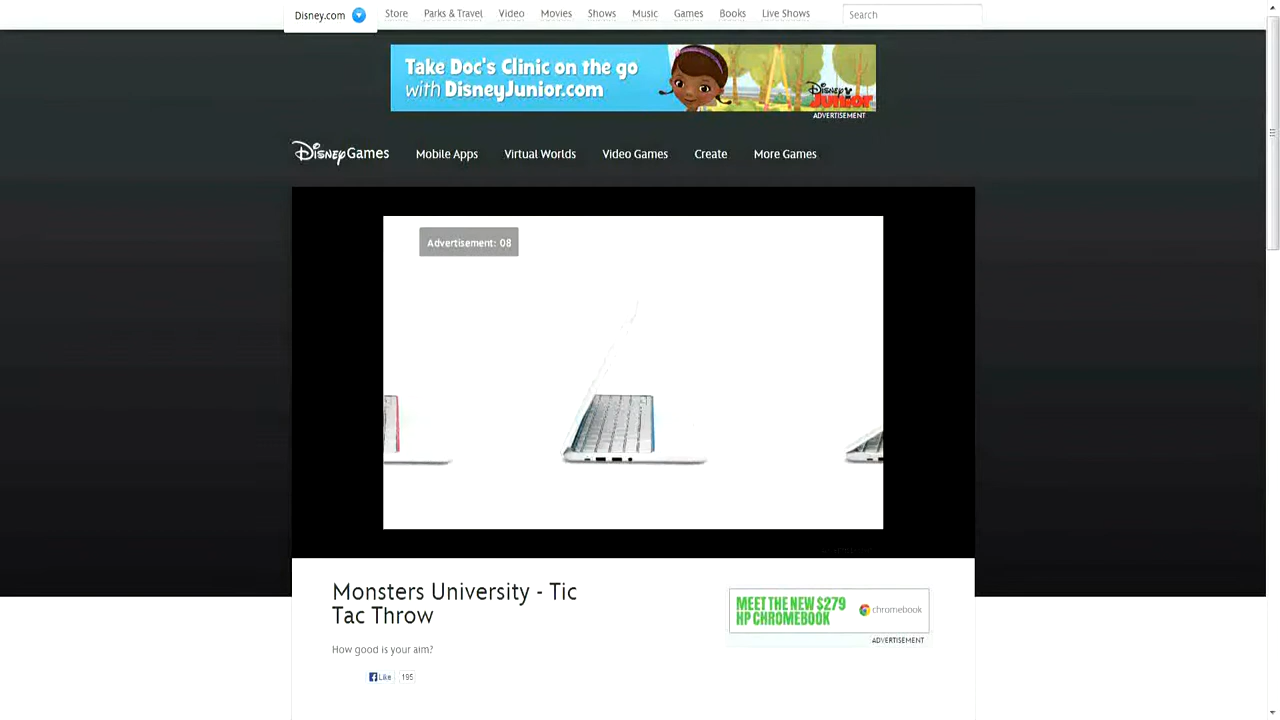 Disney.com
Store
Parks & Travel
Video
Movies
Shows
Music
Games
Books
Live Shows
Search
Take Doc's Clinic on the go
with DisneyJunior.com
Disney
Junior
ADVERTISEMENT
Disney Games
Mobile Apps
Virtual Worlds
Video Games
Create
More Games
Advertisement: 08
Monsters University - Tic
Tac Throw
How good is your aim?
Like
195
MEET THE NEW $279
HP CHROMEBOOK
chromebook
ADVERTISEMENT